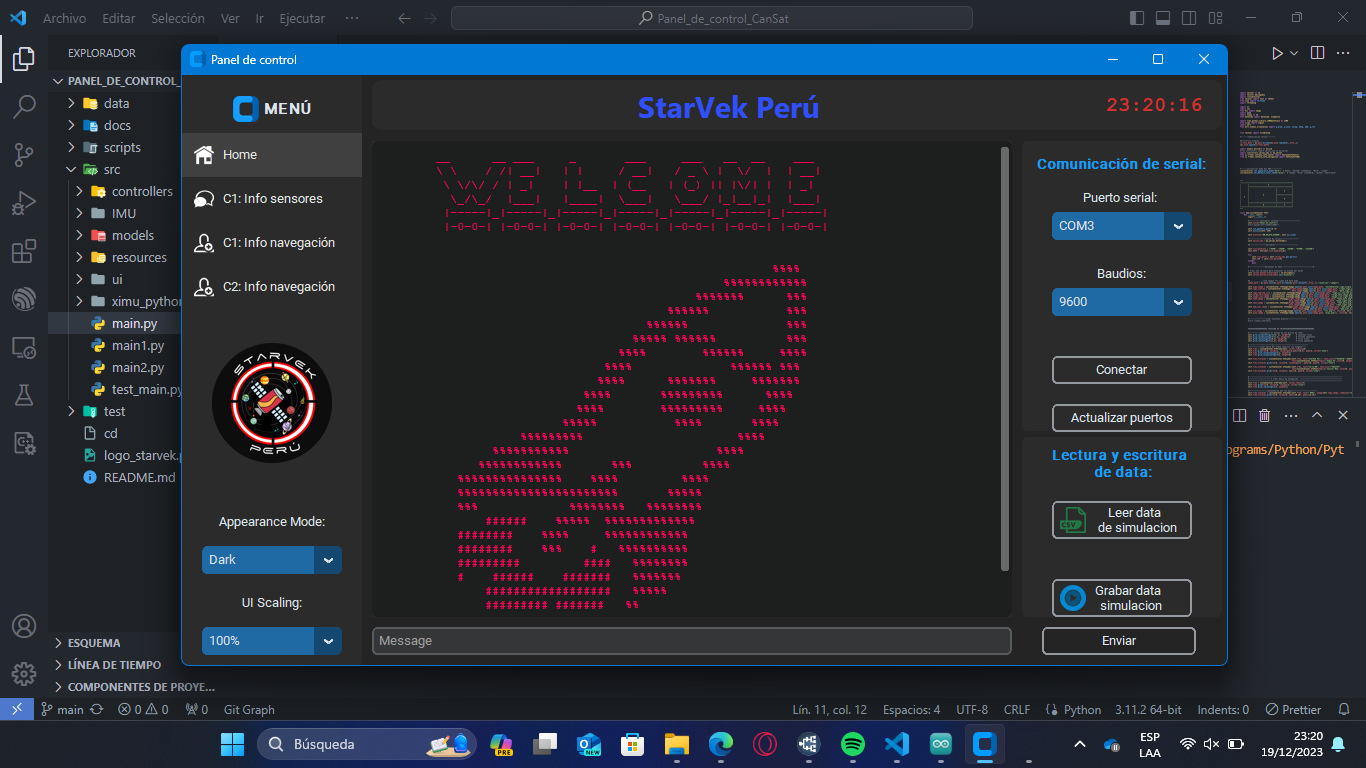 Archivo Editar Selección Ver Ir Ejecutar ···
Panel_de_control_CanSat
EXPLORADOR
PANEL_DE_CONTROL_
data
docs
scripts
src
controllers
IMU
models
resources
ui
ximu_python
main.py
main1.py
main2.py
test_main.py
test
cd
logo_starvek.
README.md
ESQUEMA
LÍNEA DE TIEMPO
COMPONENTES DE PROYE...
Panel de control
MENÚ
Home
C1: Info sensores
C1: Info navegación
C2: Info navegación
STARVEK
PERÚ
Appearance Mode:
Dark
UI Scaling:
100%
StarVek Perú
23:20:16
WELCOME
Message
Comunicación de serial:
Puerto serial:
COM3
Baudios:
9600
Conectar
Actualizar puertos
Lectura y escritura
de data:
CSV
Leer data
de simulacion
Grabar data
simulacion
Enviar
ograms/Python/Pyt
main
0 0
0
Git Graph
Lín. 11, col. 12
Espacios: 4
UTF-8
CRLF
Python
3.11.2 64-bit
Indents: 0
Prettier
Búsqueda
PRE
NEW
ESP
LAA
23:20
19/12/2023